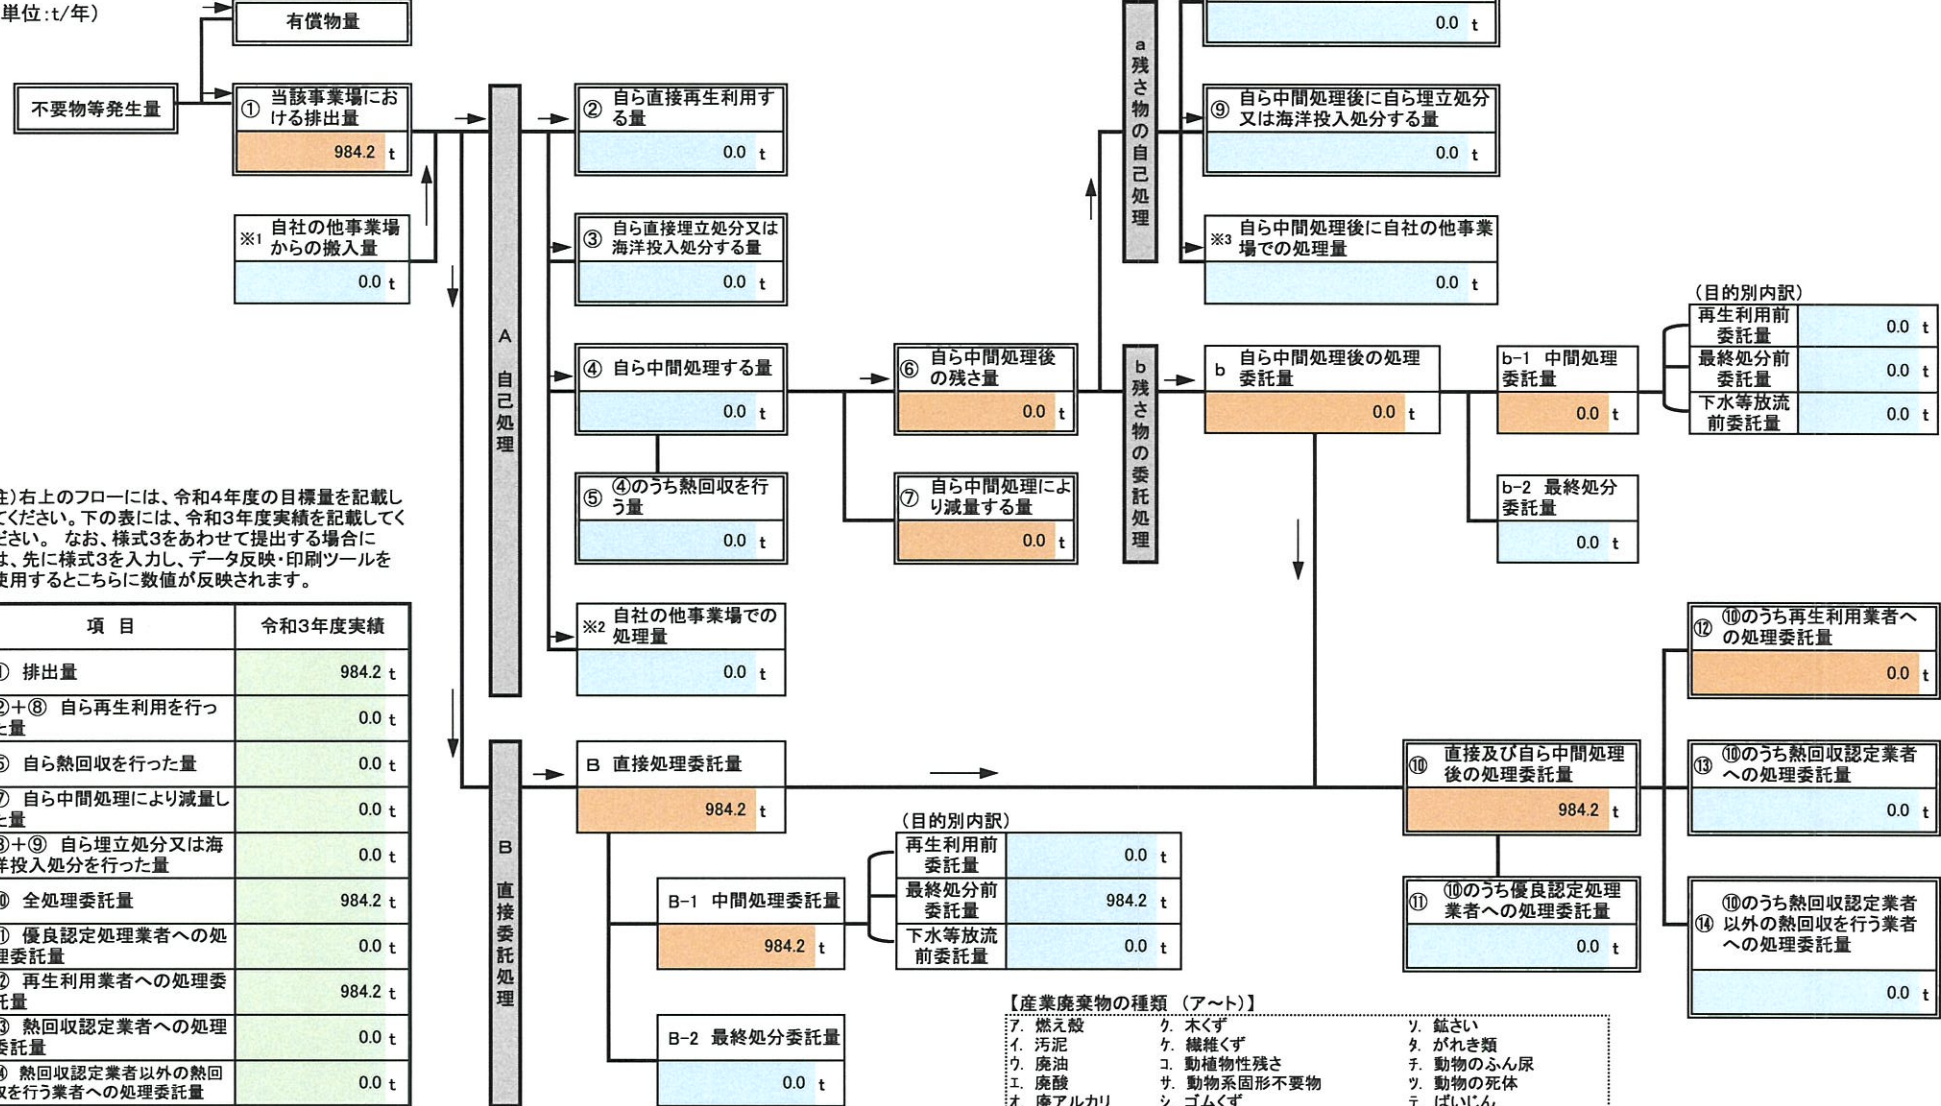 単位:t/年)
有償物量
不要物等発生量
① 当該事業場にお
ける排出量
984.2 t
※1 自社の他事業場
からの搬入量
0.0 t
A 自己処理
② 自ら直接再生利用す
る量
0.0 t
③ 自ら直接埋立処分又は
海洋投入処分する量
0.0 t
④ 自ら中間処理する量
0.0 t
⑤ ④のうち熱回収を行
う量
0.0 t
※2 自社の他事業場での
処理量
0.0 t
⑥ 自ら中間処理後
の残さ量
0.0 t
⑦ 自ら中間処理によ
り減量する量
0.0 t
a残さ物の自己処理
0.0 t
⑨ 自ら中間処理後に自ら埋立処分
又は海洋投入処分する量
0.0 t
※3 自ら中間処理後に自社の他事業
場での処理量
0.0 t
b残さ物の委託処理
b 自ら中間処理後の処理
委託量
0.0 t
b-1 中間処理
委託量
0.0 t
(目的別内訳)
再生利用前
委託量
0.0 t
最終処分前
委託量
0.0 t
下水等放流
前委託量
0.0 t
b-2 最終処分
委託量
0.0 t
注)右上のフローには、令和4年度の目標量を記載し
てください。下の表には、令和3年度実績を記載してく
ださい。 なお、様式3をあわせて提出する場合に
は、先に様式3を入力し、データ反映・印刷ツールを
使用するとこちらに数値が反映されます。
項 目 令和3年度実績
① 排出量 984.2 t
②+⑧ 自ら再生利用を行っ
た量 0.0 t
⑤ 自ら熱回収を行った量 0.0 t
⑦ 自ら中間処理により減量し
た量 0.0 t
③+⑨ 自ら埋立処分又は海
洋投入処分を行った量 0.0 t
⑩ 全処理委託量 984.2 t
⑪ 優良認定処理業者への処
理委託量 0.0 t
⑫ 再生利用業者への処理委
託量 984.2 t
⑬ 熱回収認定業者への処理
委託量 0.0 t
⑭ 熱回収認定業者以外の熱回
収を行う業者への処理委託量 0.0 t
B 直接委託処理
B 直接処理委託量
984.2 t
B-1 中間処理委託量
984.2 t
(目的別内訳)
再生利用前
委託量
0.0 t
最終処分前
委託量
984.2 t
下水等放流
前委託量
0.0 t
B-2 最終処分委託量
0.0 t
⑩ 直接及び自ら中間処理
後の処理委託量
984.2 t
⑪ ⑩のうち優良認定処理
業者への処理委託量
0.0 t
⑫ ⑩のうち再生利用業者へ
の処理委託量
0.0 t
⑬ ⑩のうち熱回収認定業者
への処理委託量
0.0 t
⑭ ⑩のうち熱回収認定業者
以外の熱回収を行う業者
への処理委託量
0.0 t
【産業廃棄物の種類 (ア~ト)】
ア. 燃え殻 ク. 木くず ソ. 鉱さい
イ. 汚泥 ケ. 繊維くず タ. がれき類
ウ. 廃油 コ. 動植物性残さ チ. 動物のふん尿
エ. 廃酸 サ. 動物系固形不要物 ツ. 動物の死体
オ. 廃アルカリ シ. ゴムくず テ. ばいじん